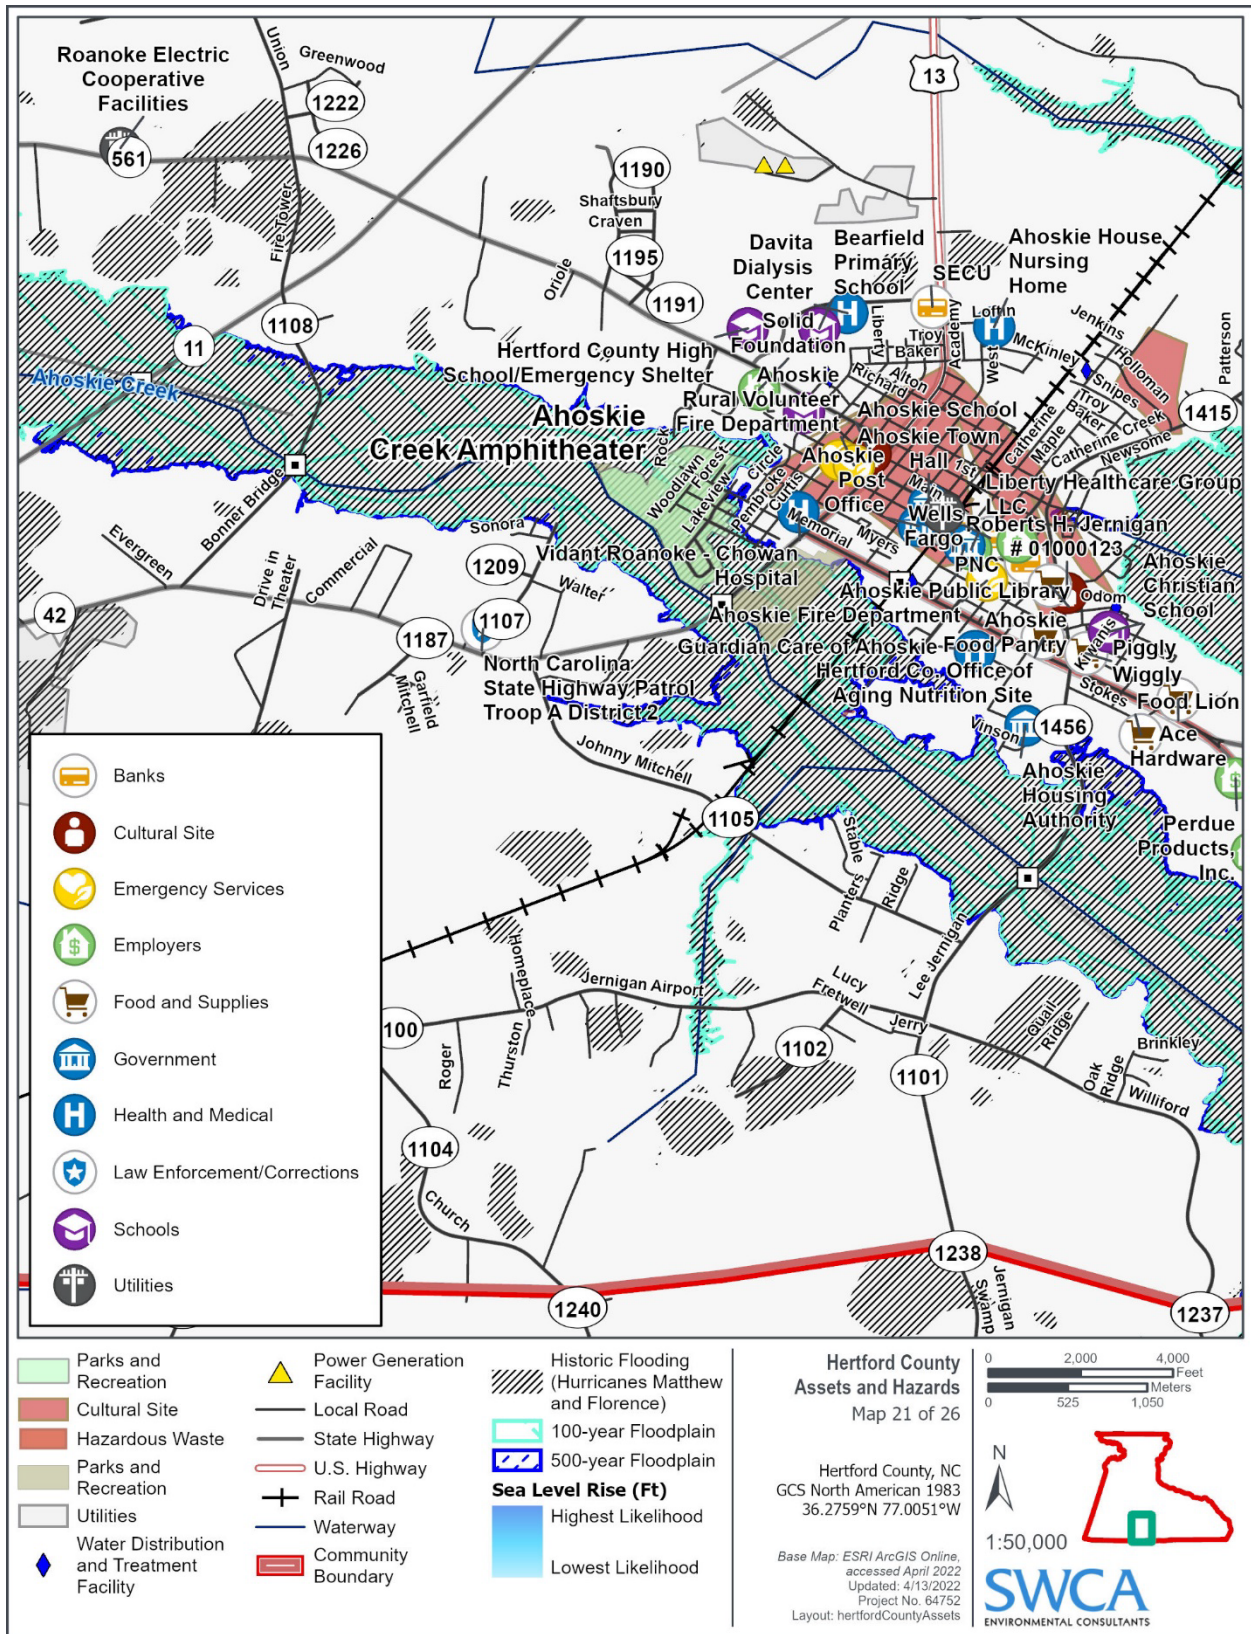 Roanoke Electric
Cooperative
Facilities
Union
Greenwood
13
1222
561
1226
1190
Shaftsbury
Craven
Fire Tower
1195
Oriole
1191
Davita
Dialysis
Center
Bearfield
Primary
School
SECU
Ahoskie House
Nursing
Home
1108
11
Ahoskie Creek
Solid
Foundation
Liberty
Troy
Baker
Academy
Loftin
West
McKinley
Jenkins
Holloman
Patterson
Hertford County High
School/Emergency Shelter
Ahoskie
Rural Volunteer
Fire Department
Richard
Alton
Snipes
Troy
Baker
Catherine Creek
Newsome
1415
Ahoskie School
Ahoskie Town
Hall
1st
Catherine
Maple
Ahoskie
Creek Amphitheater
Rock
Woodlawn
Forest
Lakeview
Circle
Pembroke
Curtis
Ahoskie
Post
Office
Main
Liberty Healthcare Group
LLC
Memorial
Myers
Wells
Fargo
Roberts H. Jernigan
# 01000123
Bonner Bridge
Evergreen
Sonora
1209
Vidant Roanoke - Chowan
Hospital
PNC
Ahoskie
Christian
School
Drive in
Theater
Commercial
Walter
Ahoskie Public Library
Odom
42
1107
1187
Ahoskie Fire Department
Ahoskie
Food Pantry
Kiwanis
Piggly
Wiggly
Guardian Care of Ahoskie
Hertford Co. Office of
Aging Nutrition Site
North Carolina
State Highway Patrol
Troop A District 2
Garfield
Mitchell
Stokes
Food Lion
Vinson
1456
Ace
Hardware
Johnny Mitchell
Ahoskie
Housing
Authority
1105
Stable
Planters
Ridge
Perdue
Products,
Inc.
Lee Jernigan
Homeplace
Jernigan Airport
Lucy
Fretwell
Jerry
Quail
Ridge
100
Roger
Thurston
1102
1101
Brinkley
Oak
Ridge
Williford
1104
Church
1238
Jernigan
Swamp
1240
1237
Banks
Cultural Site
Emergency Services
Employers
Food and Supplies
Government
Health and Medical
Law Enforcement/Corrections
Schools
Utilities
Parks and
Recreation
Cultural Site
Hazardous Waste
Parks and
Recreation
Utilities
Water Distribution
and Treatment
Facility
Power Generation
Facility
Local Road
State Highway
U.S. Highway
Rail Road
Waterway
Community
Boundary
Historic Flooding
(Hurricanes Matthew
and Florence)
100-year Floodplain
500-year Floodplain
Sea Level Rise (Ft)
Highest Likelihood
Lowest Likelihood
Hertford County
Assets and Hazards
Map 21 of 26
Hertford County, NC
GCS North American 1983
36.2759°N 77.0051°W
Base Map: ESRI ArcGIS Online,
accessed April 2022
Updated: 4/13/2022
Project No. 64752
Layout: hertfordCountyAssets
0 2,000 4,000
Feet
Meters
0 525 1,050
N
1:50,000
SWCA
ENVIRONMENTAL CONSULTANTS